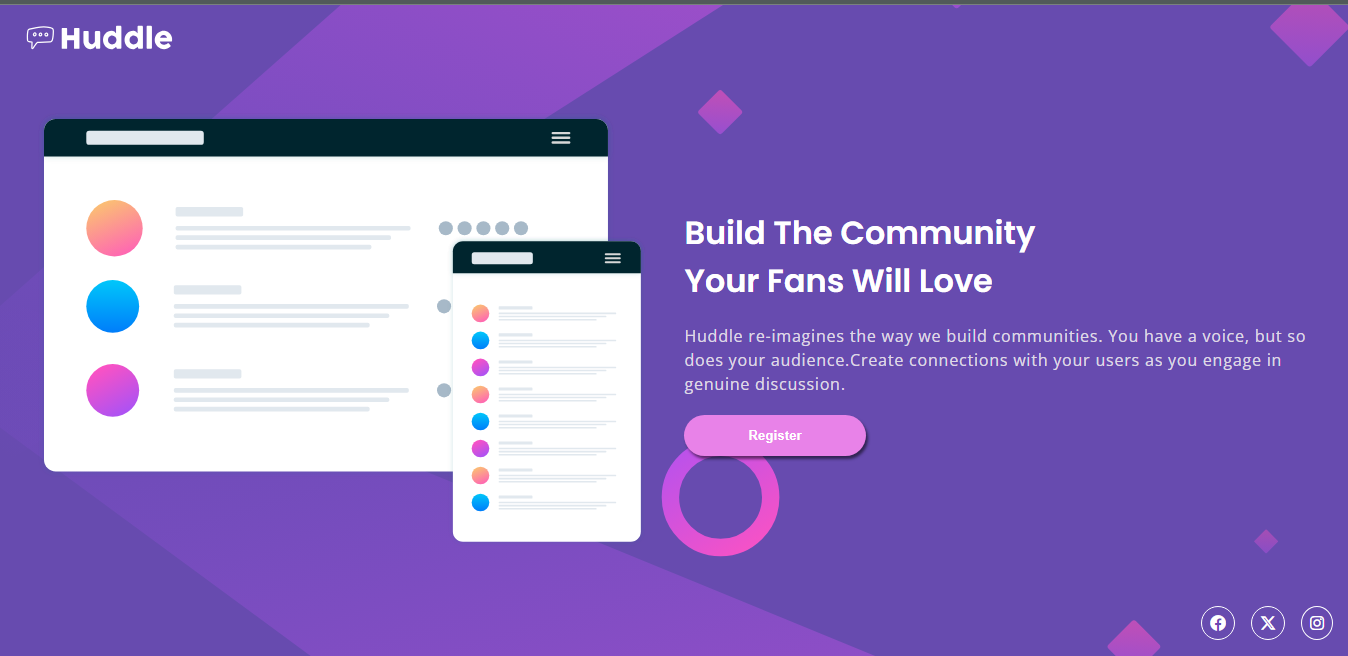 Huddle
Build The Community
Your Fans Will Love
Huddle re-imagines the way we build communities. You have a voice, but so
does your audience.Create connections with your users as you engage in
genuine discussion.
Register